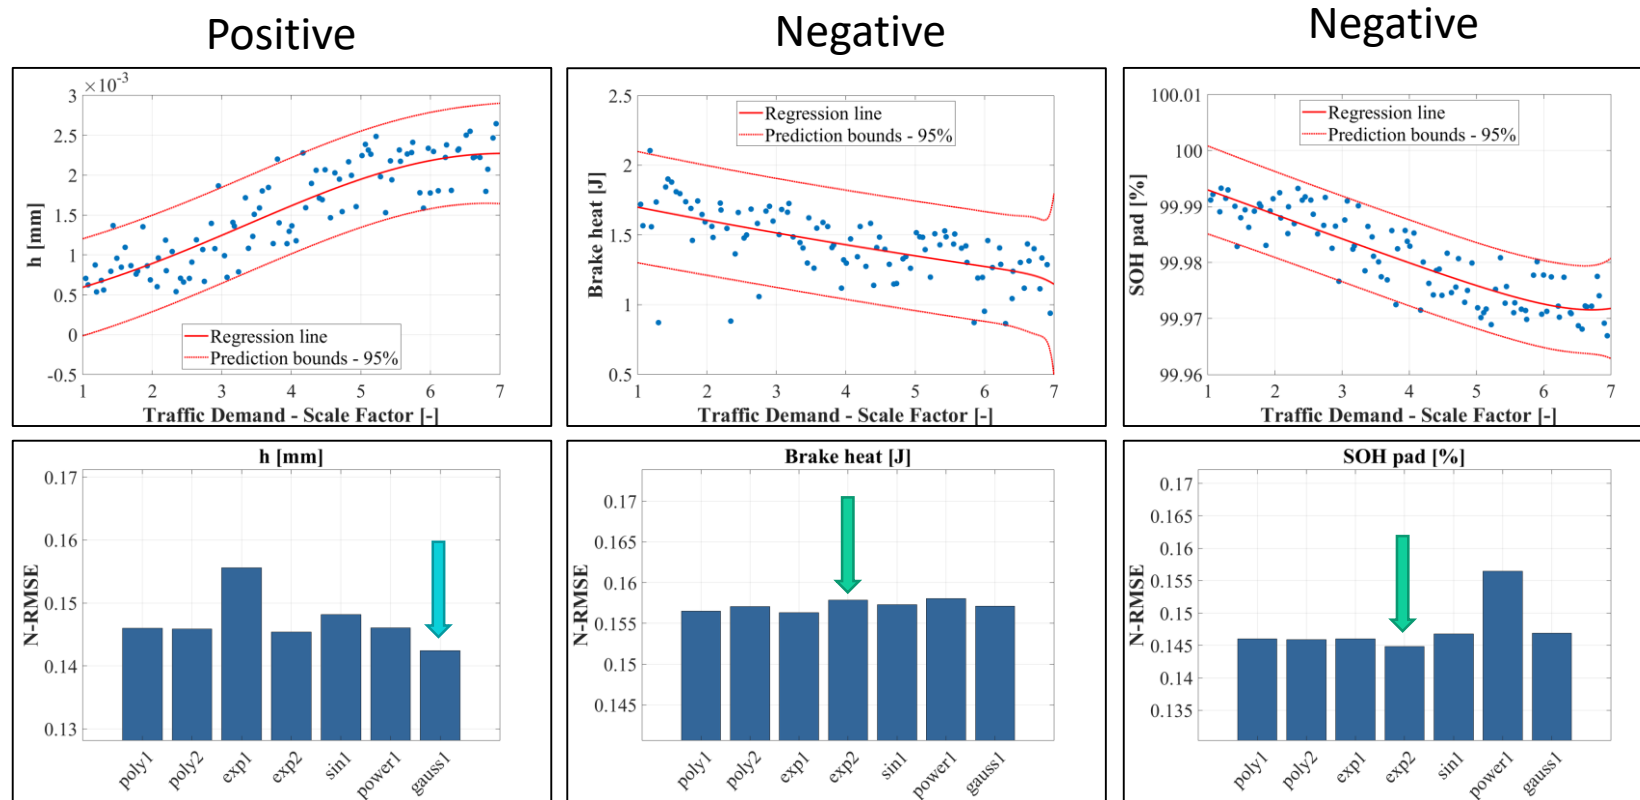 Positive
Negative
Negative
×10⁻³
3
2.5
2
1.5
1
0.5
0
-0.5
h [mm]
Regression line
Prediction bounds - 95%
1 2 3 4 5 6 7
Traffic Demand - Scale Factor [-]
2.5
2
1.5
1
0.5
Brake heat [J]
Regression line
Prediction bounds - 95%
1 2 3 4 5 6 7
Traffic Demand - Scale Factor [-]
100.01
100
99.99
99.98
99.97
99.96
SOH pad [%]
Regression line
Prediction bounds - 95%
1 2 3 4 5 6 7
Traffic Demand - Scale Factor [-]
h [mm]
0.17
0.16
0.15
0.14
0.13
N-RMSE
poly1 poly2 exp1 exp2 sin1 power1 gauss1
Brake heat [J]
0.17
0.165
0.16
0.155
0.15
0.145
N-RMSE
poly1 poly2 exp1 exp2 sin1 power1 gauss1
SOH pad [%]
0.17
0.165
0.16
0.155
0.15
0.145
0.14
0.135
N-RMSE
poly1 poly2 exp1 exp2 sin1 power1 gauss1